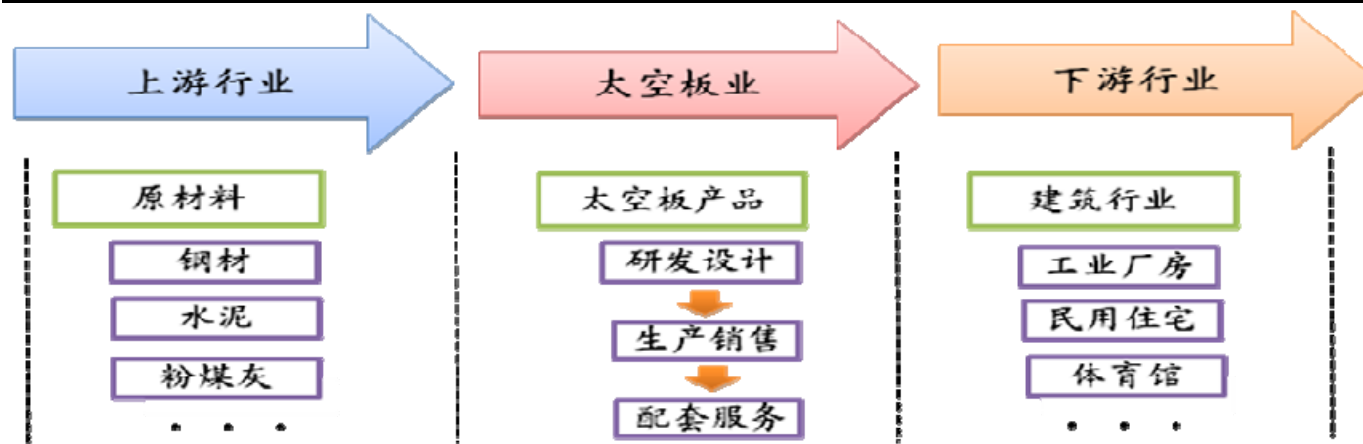 上游行业
太空板业
下游行业
原材料
钢材
水泥
粉煤灰
• • •
太空板产品
研发设计
生产销售
配套服务
建筑行业
工业厂房
民用住宅
体育馆
• • •